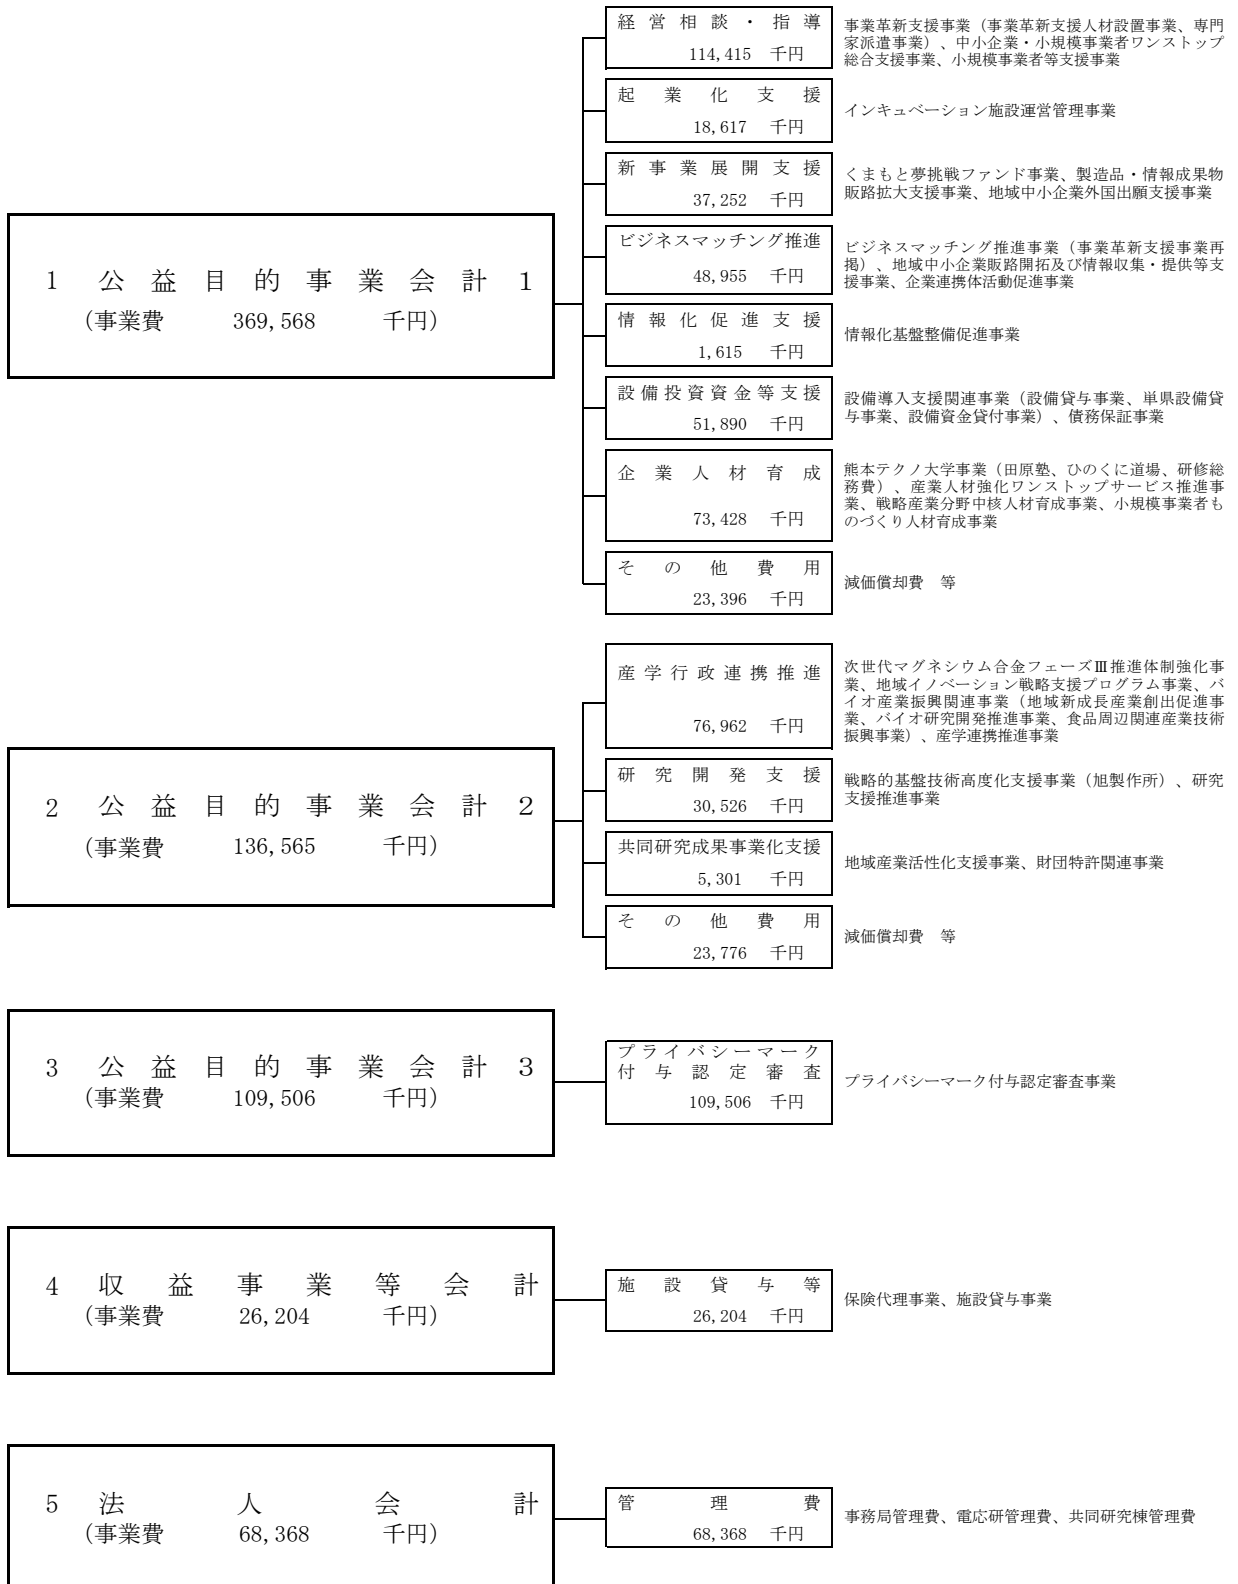 経営相談・指導
114,415 千円
事業革新支援事業（事業革新支援人材設置事業、専門
家派遣事業）、中小企業・小規模事業者ワンストップ
総合支援事業、小規模事業者等支援事業
起業化支援
18,617 千円
インキュベーション施設運営管理事業
新事業展開支援
37,252 千円
くまもと夢挑戦ファンド事業、製造品・情報成果物
販路拡大支援事業、地域中小企業外国出願支援事業
1 公益目的事業会計1
（事業費 369,568 千円）
ビジネスマッチング推進
48,955 千円
ビジネスマッチング推進事業（事業革新支援事業再
掲）、地域中小企業販路開拓及び情報収集・提供等支
援事業、企業連携体活動促進事業
情報化促進支援
1,615 千円
情報化基盤整備促進事業
設備投資資金等支援
51,890 千円
設備導入支援関連事業（設備貸与事業、単県設備貸
与事業、設備資金貸付事業）、債務保証事業
企業人材育成
73,428 千円
熊本テクノ大学事業（田原塾、ひのくに道場、研修総
務費）、産業人材強化ワンストップサービス推進事
業、戦略産業分野中核人材育成事業、小規模事業者も
のづくり人材育成事業
その他費用
23,396 千円
減価償却費 等
産学行政連携推進
76,962 千円
次世代マグネシウム合金フェーズⅢ推進体制強化事
業、地域イノベーション戦略支援プログラム事業、バ
イオ産業振興関連事業（地域新成長産業創出促進事
業、バイオ研究開発推進事業、食品周辺関連産業技術
振興事業）、産学連携推進事業
2 公益目的事業会計2
（事業費 136,565 千円）
研究開発支援
30,526 千円
戦略的基盤技術高度化支援事業（旭製作所）、研究
支援推進事業
共同研究成果事業化支援
5,301 千円
地域産業活性化支援事業、財団特許関連事業
その他費用
23,776 千円
減価償却費 等
3 公益目的事業会計3
（事業費 109,506 千円）
プライバシーマーク
付与認定審査
109,506 千円
プライバシーマーク付与認定審査事業
4 収益事業等会計
（事業費 26,204 千円）
施設貸与等
26,204 千円
保険代理事業、施設貸与事業
5 法人会計
（事業費 68,368 千円）
管理費
68,368 千円
事務局管理費、電応研管理費、共同研究棟管理費